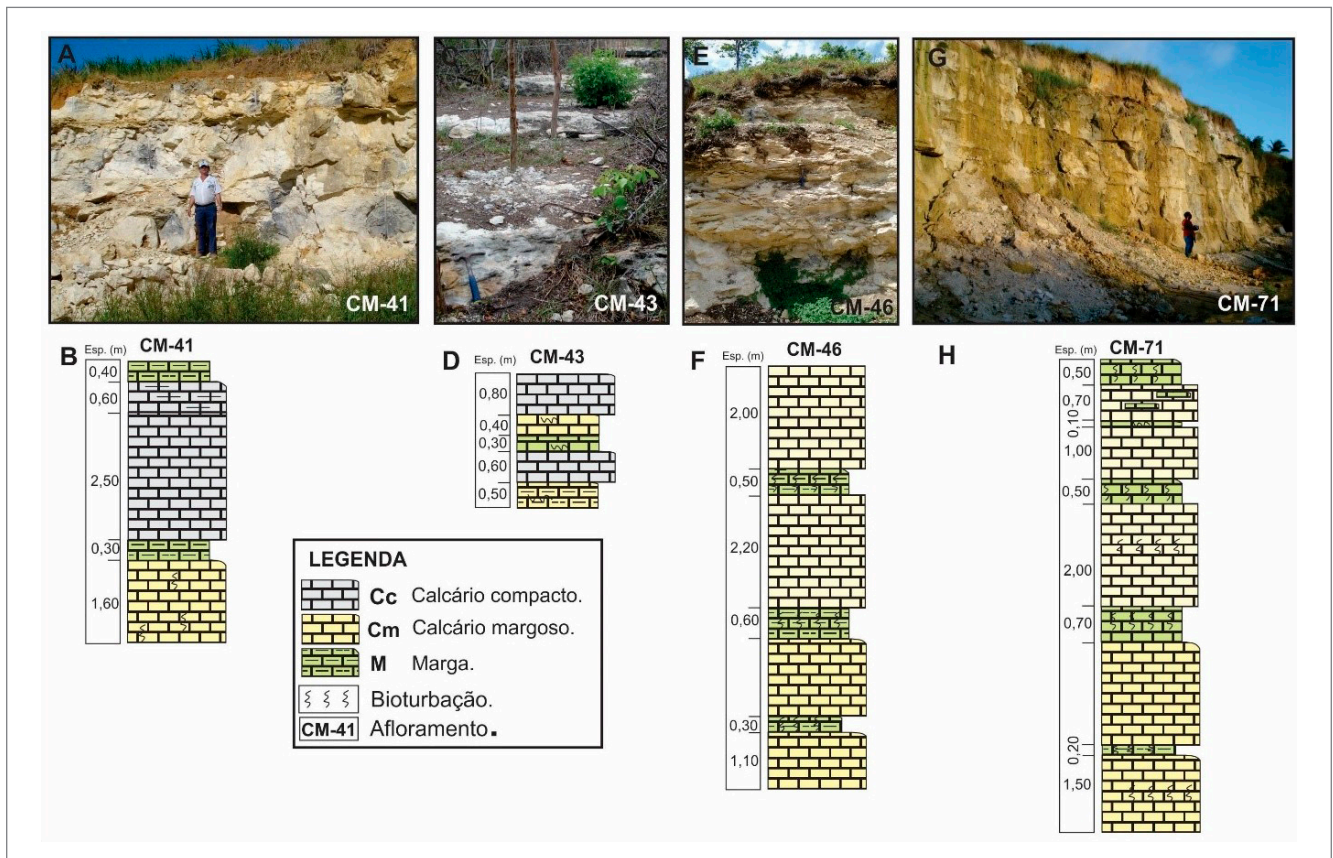 A
CM-41
CM-43
E
CM-46
G
CM-71
B
Esp. (m)
CM-41
0,40
0,60
2,50
0,30
1,60
D
Esp. (m)
CM-43
0,80
0,40
0,30
0,60
0,50
F
Esp. (m)
CM-46
2,00
0,50
2,20
0,60
0,30
1,10
H
Esp. (m)
CM-71
0,50
0,70
0,10
1,00
0,50
2,00
0,70
0,20
1,50
LEGENDA
Cc Calcário compacto.
Cm Calcário margoso.
M Marga.
Bioturbação.
CM-41 Afloramento.